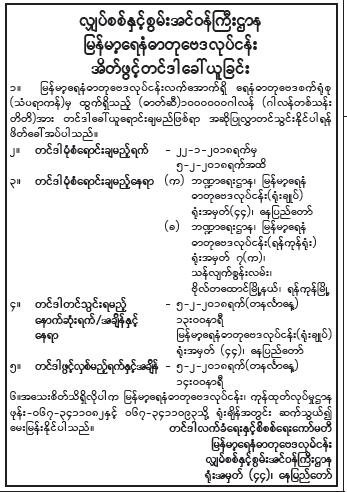 လျှပ်စစ်နှင့်စွမ်းအင်ဝန်ကြီးဌာန
မြန်မာ့ရေနံဓာတုဗေဒလုပ်ငန်း
အိတ်ဖွင့်တင်ဒါခေါ်ယူခြင်း
၁။ မြန်မာ့ရေနံဓာတုဗေဒလုပ်ငန်းလက်အောက်ရှိ ရေနံဓာတုဗေဒစက်ရုံစု
(သံပရာကန်)မှ ထွက်ရှိသည့် (ဓာတ်ဆီ)၁၀၀၀၀၀၀ဂါလန် (ဂါလန်တစ်သန်း
တိတိ)အား တင်ဒါခေါ်ယူရောင်းချမည်ဖြစ်ရာ အဆိုပြုလွှာတင်သွင်းနိုင်ပါရန်
ဖိတ်ခေါ်အပ်ပါသည်။
၂။ တင်ဒါပုံစံရောင်းချမည့်ရက် - ၂၂-၁-၂၀၁၈ရက်မှ
၅-၂-၂၀၁၈ရက်အထိ
၃။ တင်ဒါပုံစံရောင်းချမည့်နေရာ (က) ဘဏ္ဍာရေးဌာန၊ မြန်မာ့ရေနံ
ဓာတုဗေဒလုပ်ငန်း(ရုံးချုပ်)
ရုံးအမှတ်(၄၄)၊ နေပြည်တော်
(ခ) ဘဏ္ဍာရေးဌာန၊ မြန်မာ့ရေနံ
ဓာတုဗေဒလုပ်ငန်း(ရန်ကုန်ရုံး)
ရုံးအမှတ် ၇(က)၊
သန်လျက်စွန်းလမ်း၊
ဗိုလ်တထောင်မြို့နယ်၊ ရန်ကုန်မြို့
၄။ တင်ဒါတင်သွင်းရမည့် - ၅-၂-၂၀၁၈ရက်(တနင်္လာနေ့)
နောက်ဆုံးရက်/အချိန်နှင့် ၁၃း၀၀နာရီ
နေရာ မြန်မာ့ရေနံဓာတုဗေဒလုပ်ငန်း(ရုံးချုပ်)
ရုံးအမှတ် (၄၄)၊ နေပြည်တော်
၅။ တင်ဒါဖွင့်လှစ်မည့်ရက်နှင့်အချိန် - ၅-၂-၂၀၁၈ရက်(တနင်္လာနေ့)
၁၄း၀၀နာရီ
၆။အသေးစိတ်သိရှိလိုပါက မြန်မာ့ရေနံဓာတုဗေဒလုပ်ငန်း၊ ကုန်ထုတ်လုပ်မှုဌာန
ဖုန်း-၀၆၇-၃၄၁၁၀၈၂နှင့် ၀၆၇-၃၄၁၁၀၉၃သို့ ရုံးချိန်အတွင်း ဆက်သွယ်၍
မေးမြန်းနိုင်ပါသည်။ တင်ဒါလက်ခံရေးနှင့်စိစစ်ရေးကော်မတီ
မြန်မာ့ရေနံဓာတုဗေဒလုပ်ငန်း
လျှပ်စစ်နှင့်စွမ်းအင်ဝန်ကြီးဌာန
ရုံးအမှတ် (၄၄)၊ နေပြည်တော်